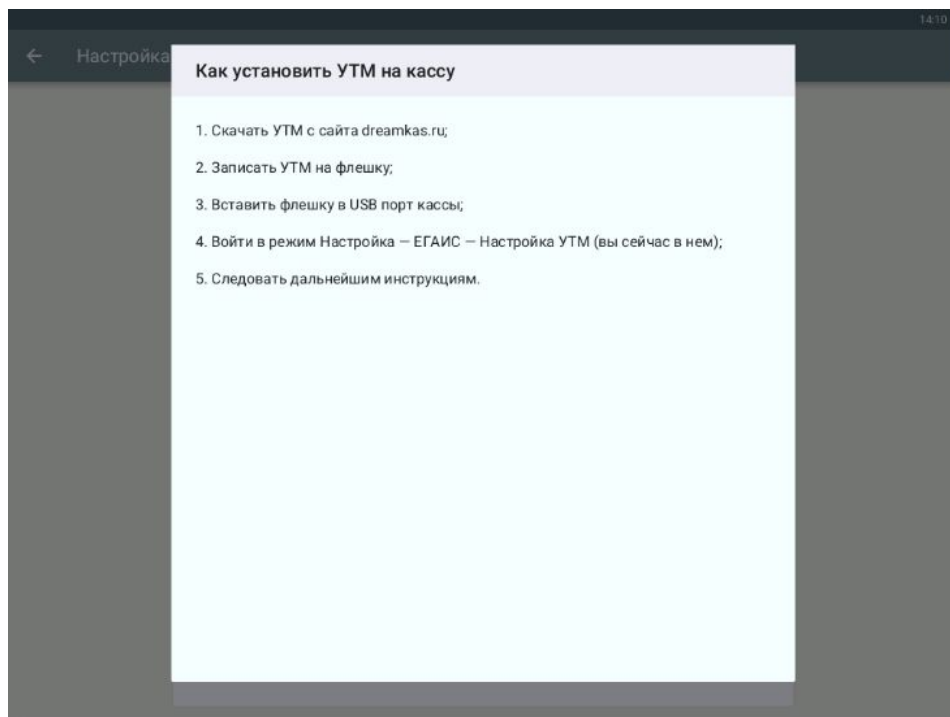 14:10
Настройка
Как установить УТМ на кассу
1. Скачать УТМ с сайта dreamkas.ru;
2. Записать УТМ на флешку;
3. Вставить флешку в USB порт кассы;
4. Войти в режим Настройка — ЕГАИС — Настройка УТМ (вы сейчас в нем);
5. Следовать дальнейшим инструкциям.